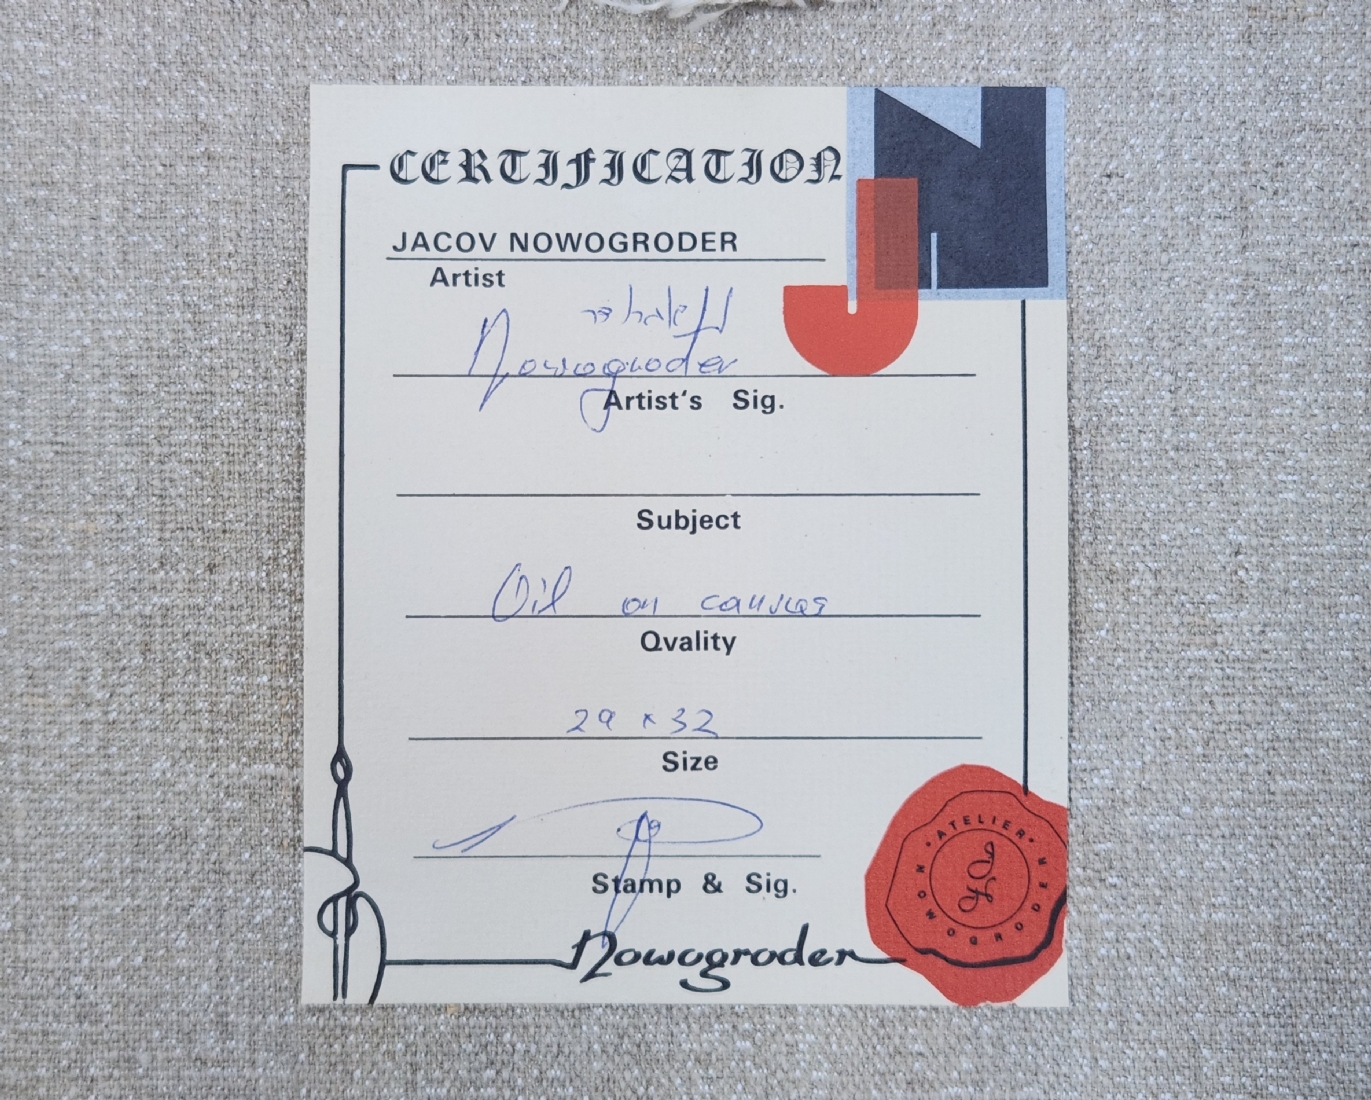 CERTIFICATION
JACOV NOWOGRODER
Artist
Nowogroder
Artist's Sig.
Subject
Oil on canvas
Qvality
29 x 32
Size
Stamp & Sig.
Nowogroder
• ATELIER •
NOWOGRODER
JN